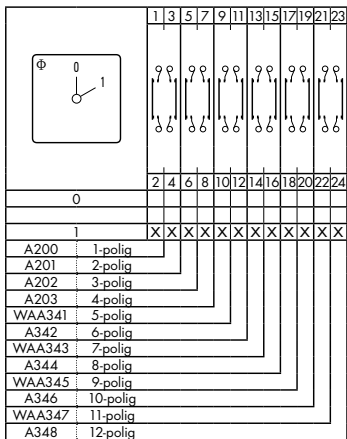 1 3 5 7 9 11 13 15 17 19 21 23
Φ 0
1
2 4 6 8 10 12 14 16 18 20 22 24
0
1 X X X X X X X X X X X X
A200 1-polig
A201 2-polig
A202 3-polig
A203 4-polig
WAA341 5-polig
A342 6-polig
WAA343 7-polig
A344 8-polig
WAA345 9-polig
A346 10-polig
WAA347 11-polig
A348 12-polig